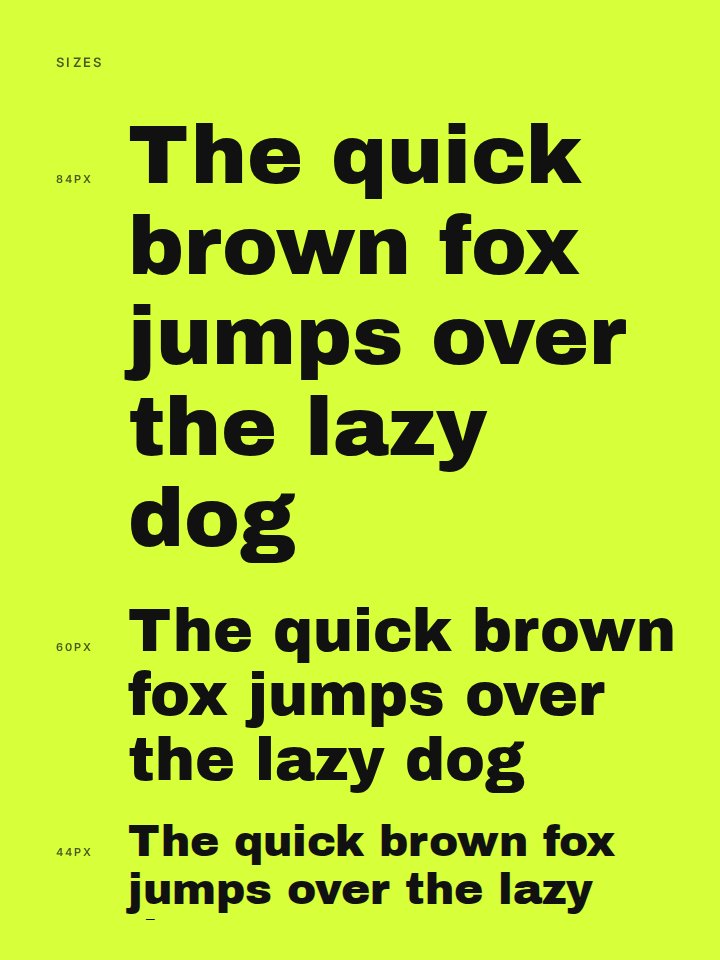 SIZES
84PX
The quick
brown fox
jumps over
the lazy
dog
60PX
The quick brown
fox jumps over
the lazy dog
44PX
The quick brown fox
jumps over the lazy